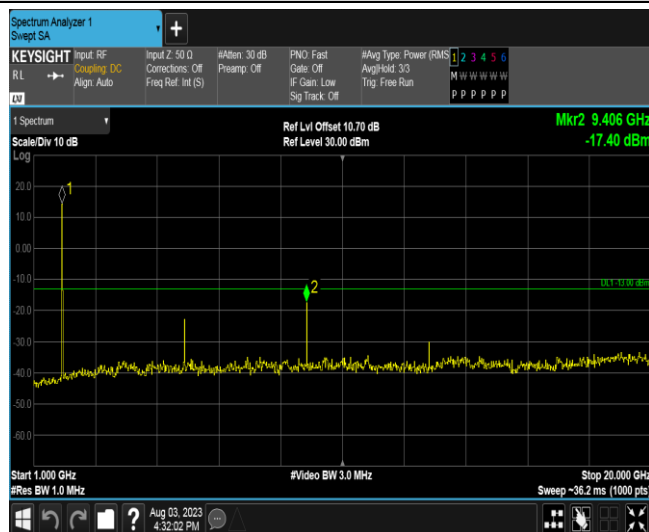 Spectrum Analyzer 1
Swept SA
+
KEYSIGHT
RL
LXI
Input: RF
Coupling: DC
Align: Auto
Input Z: 50 Ω
Corrections: Off
Freq Ref: Int (S)
#Atten: 30 dB
Preamp: Off
PNO: Fast
Gate: Off
IF Gain: Low
Sig Track: Off
#Avg Type: Power (RMS
Avg|Hold: 3/3
Trig: Free Run
1 2 3 4 5 6
M W W W W W
P P P P P P
1 Spectrum
Scale/Div 10 dB
Log
Ref Lvl Offset 10.70 dB
Ref Level 30.00 dBm
Mkr2 9.406 GHz
-17.40 dBm
20.0
10.0
0.00
-10.0
-20.0
-30.0
-40.0
-50.0
-60.0
1
2
DL1 -13.00 dBm
Start 1.000 GHz
#Res BW 1.0 MHz
#Video BW 3.0 MHz
Stop 20.000 GHz
Sweep ~36.2 ms (1000 pts)
?
Aug 03, 2023
4:32:02 PM